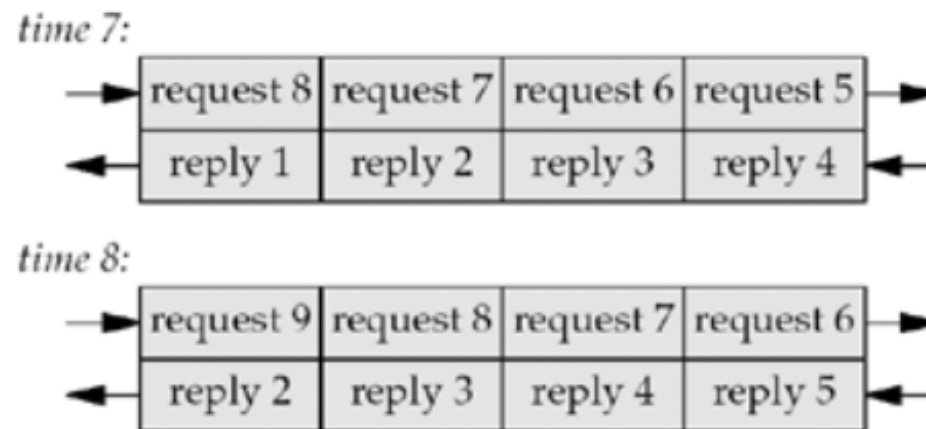 time 7:
request 8 request 7 request 6 request 5
reply 1 reply 2 reply 3 reply 4
time 8:
request 9 request 8 request 7 request 6
reply 2 reply 3 reply 4 reply 5